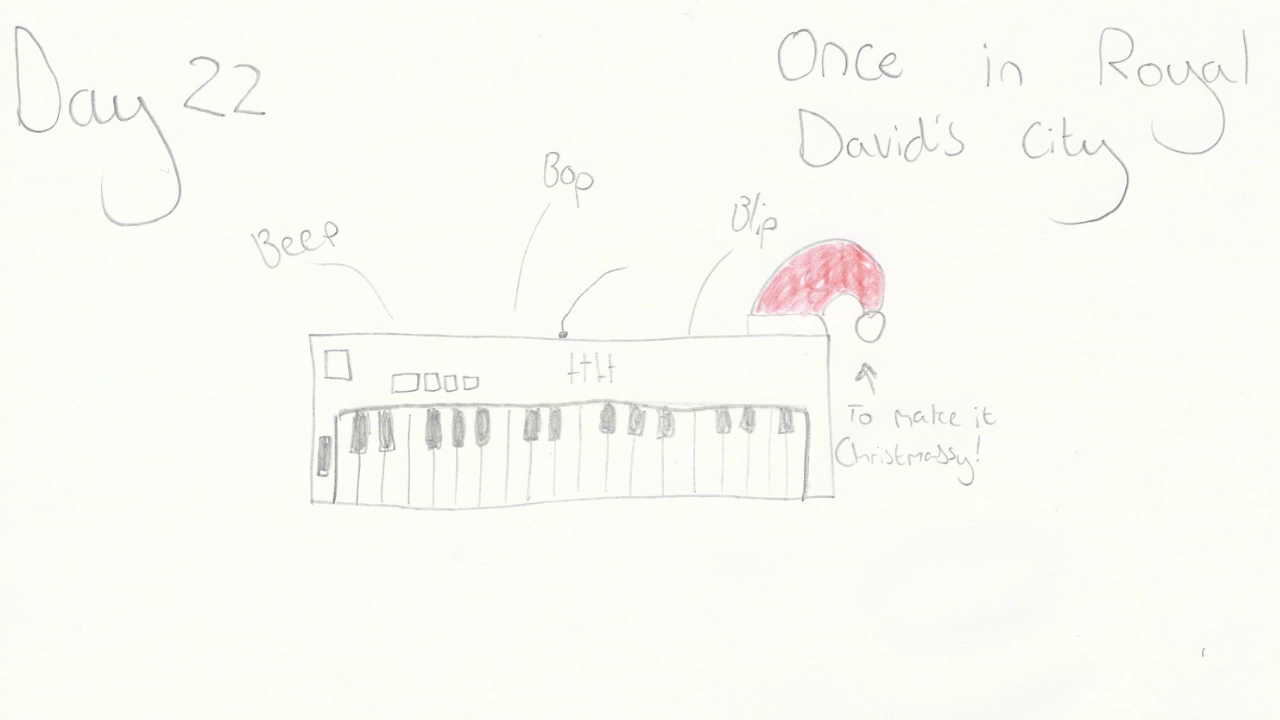 Day 22
Once in Royal
David's City
Bop
Blip
Beep
To make it
Christmassy!